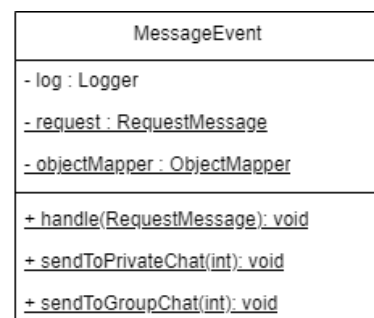 MessageEvent
- log : Logger
- request : RequestMessage
- objectMapper : ObjectMapper
+ handle(RequestMessage): void
+ sendToPrivateChat(int): void
+ sendToGroupChat(int): void